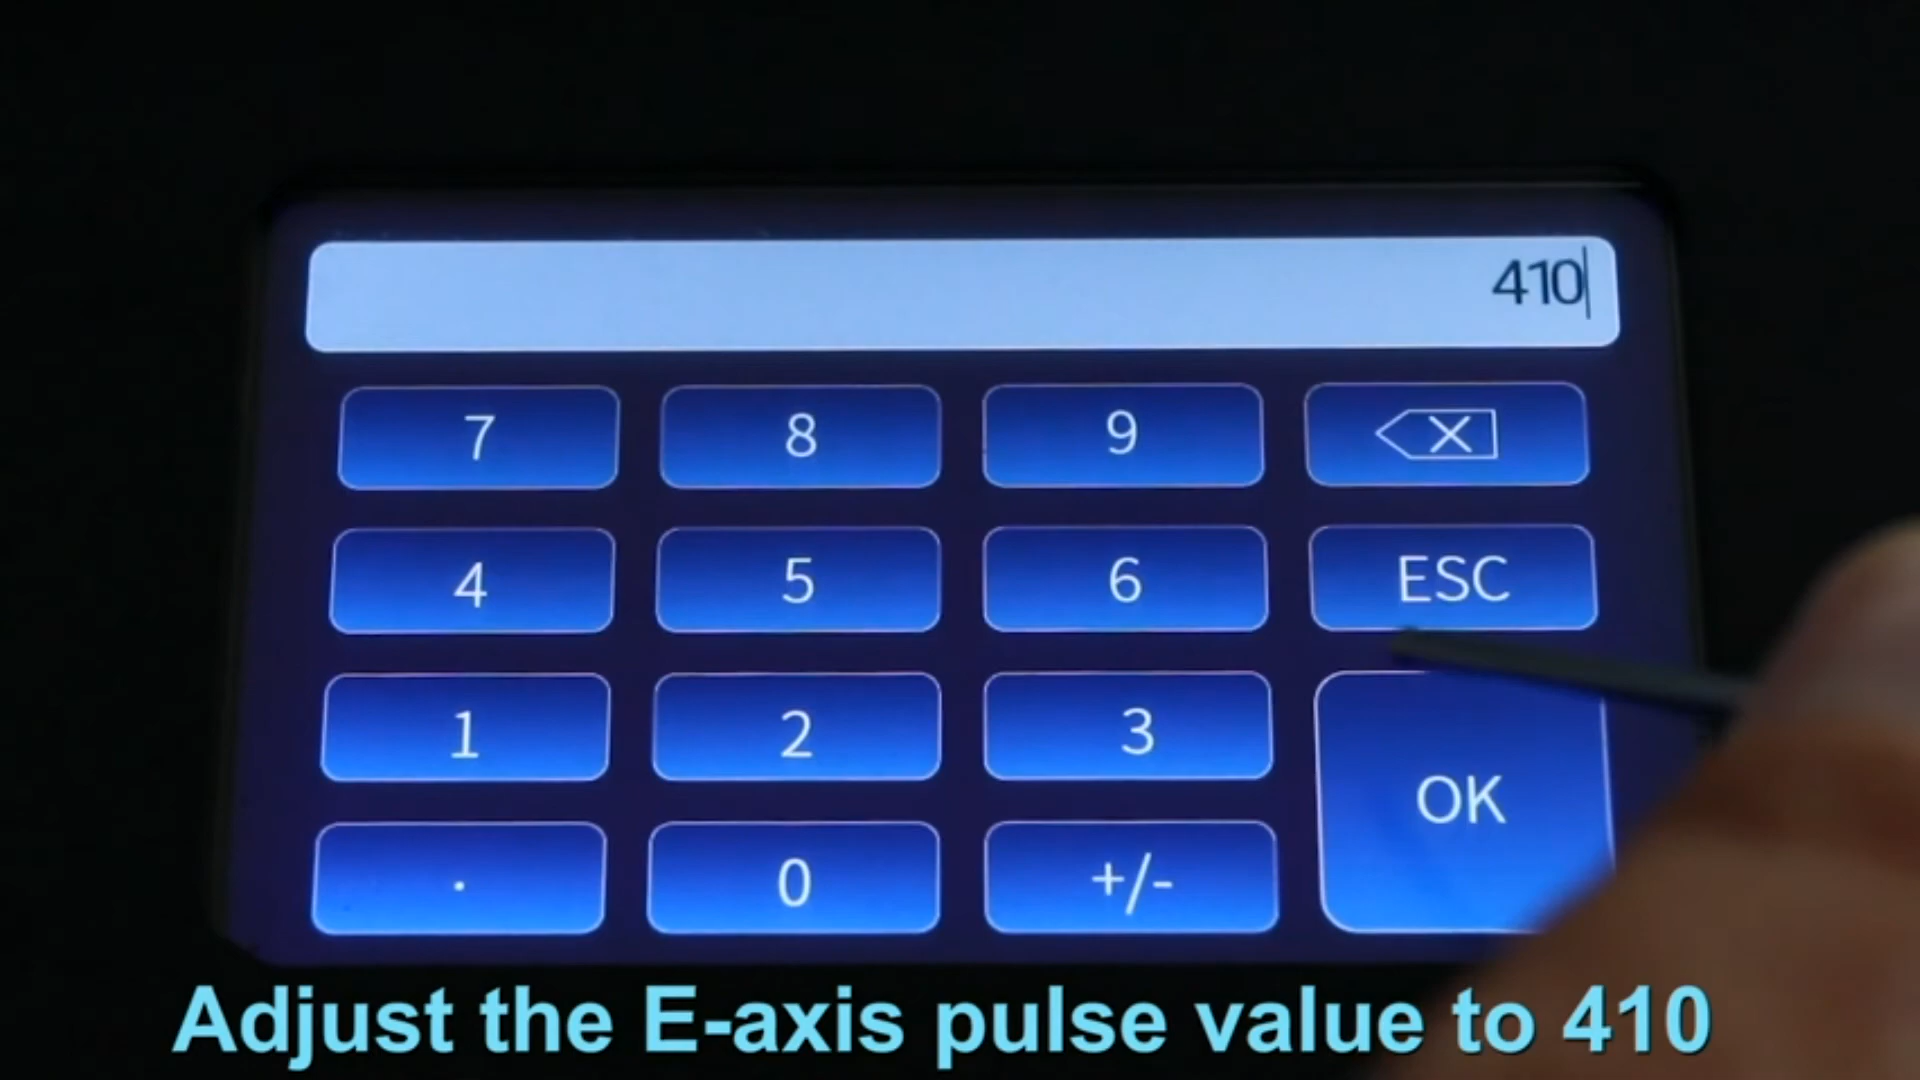 410
7 8 9
4 5 6 ESC
1 2 3
OK
. 0 +/-
Adjust the E-axis pulse value to 410